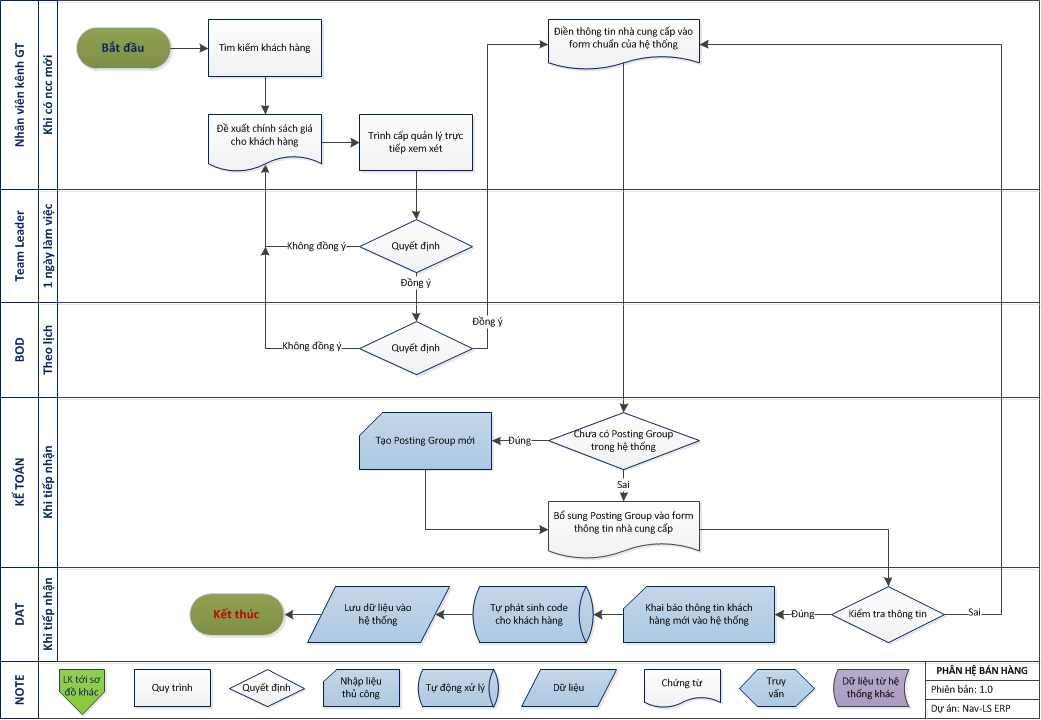 Nhân viên kênh GT
Khi có ncc mới
Bắt đầu
Tìm kiếm khách hàng
Điền thông tin nhà cung cấp vào
form chuẩn của hệ thống
Đề xuất chính sách giá
cho khách hàng
Trình cấp quản lý trực
tiếp xem xét
Team Leader
1 ngày làm việc
Không đồng ý
Quyết định
Đồng ý
BOD
Theo lịch
Không đồng ý
Quyết định
Đồng ý
KẾ TOÁN
Khi tiếp nhận
Tạo Posting Group mới
Đúng
Chưa có Posting Group
trong hệ thống
Sai
Bổ sung Posting Group vào form
thông tin nhà cung cấp
DAT
Khi tiếp nhận
Kết thúc
Lưu dữ liệu vào
hệ thống
Tự phát sinh code
cho khách hàng
Khai báo thông tin khách
hàng mới vào hệ thống
Đúng
Kiểm tra thông tin
Sai
NOTE
LK tới sơ
đồ khác
Quy trình
Quyết định
Nhập liệu
thủ công
Tự động xử lý
Dữ liệu
Chứng từ
Truy
vấn
Dữ liệu từ hệ
thống khác
PHÂN HỆ BÁN HÀNG
Phiên bản: 1.0
Dự án: Nav-LS ERP